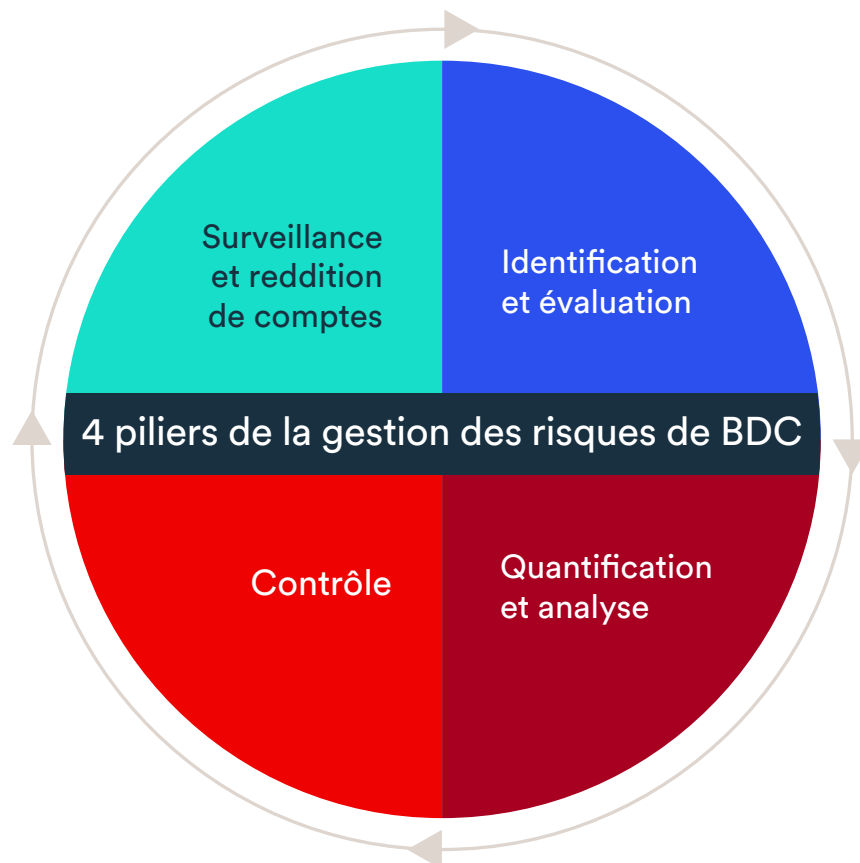 Surveillance
et reddition
de comptes
Identification
et évaluation
4 piliers de la gestion des risques de BDC
Contrôle
Quantification
et analyse